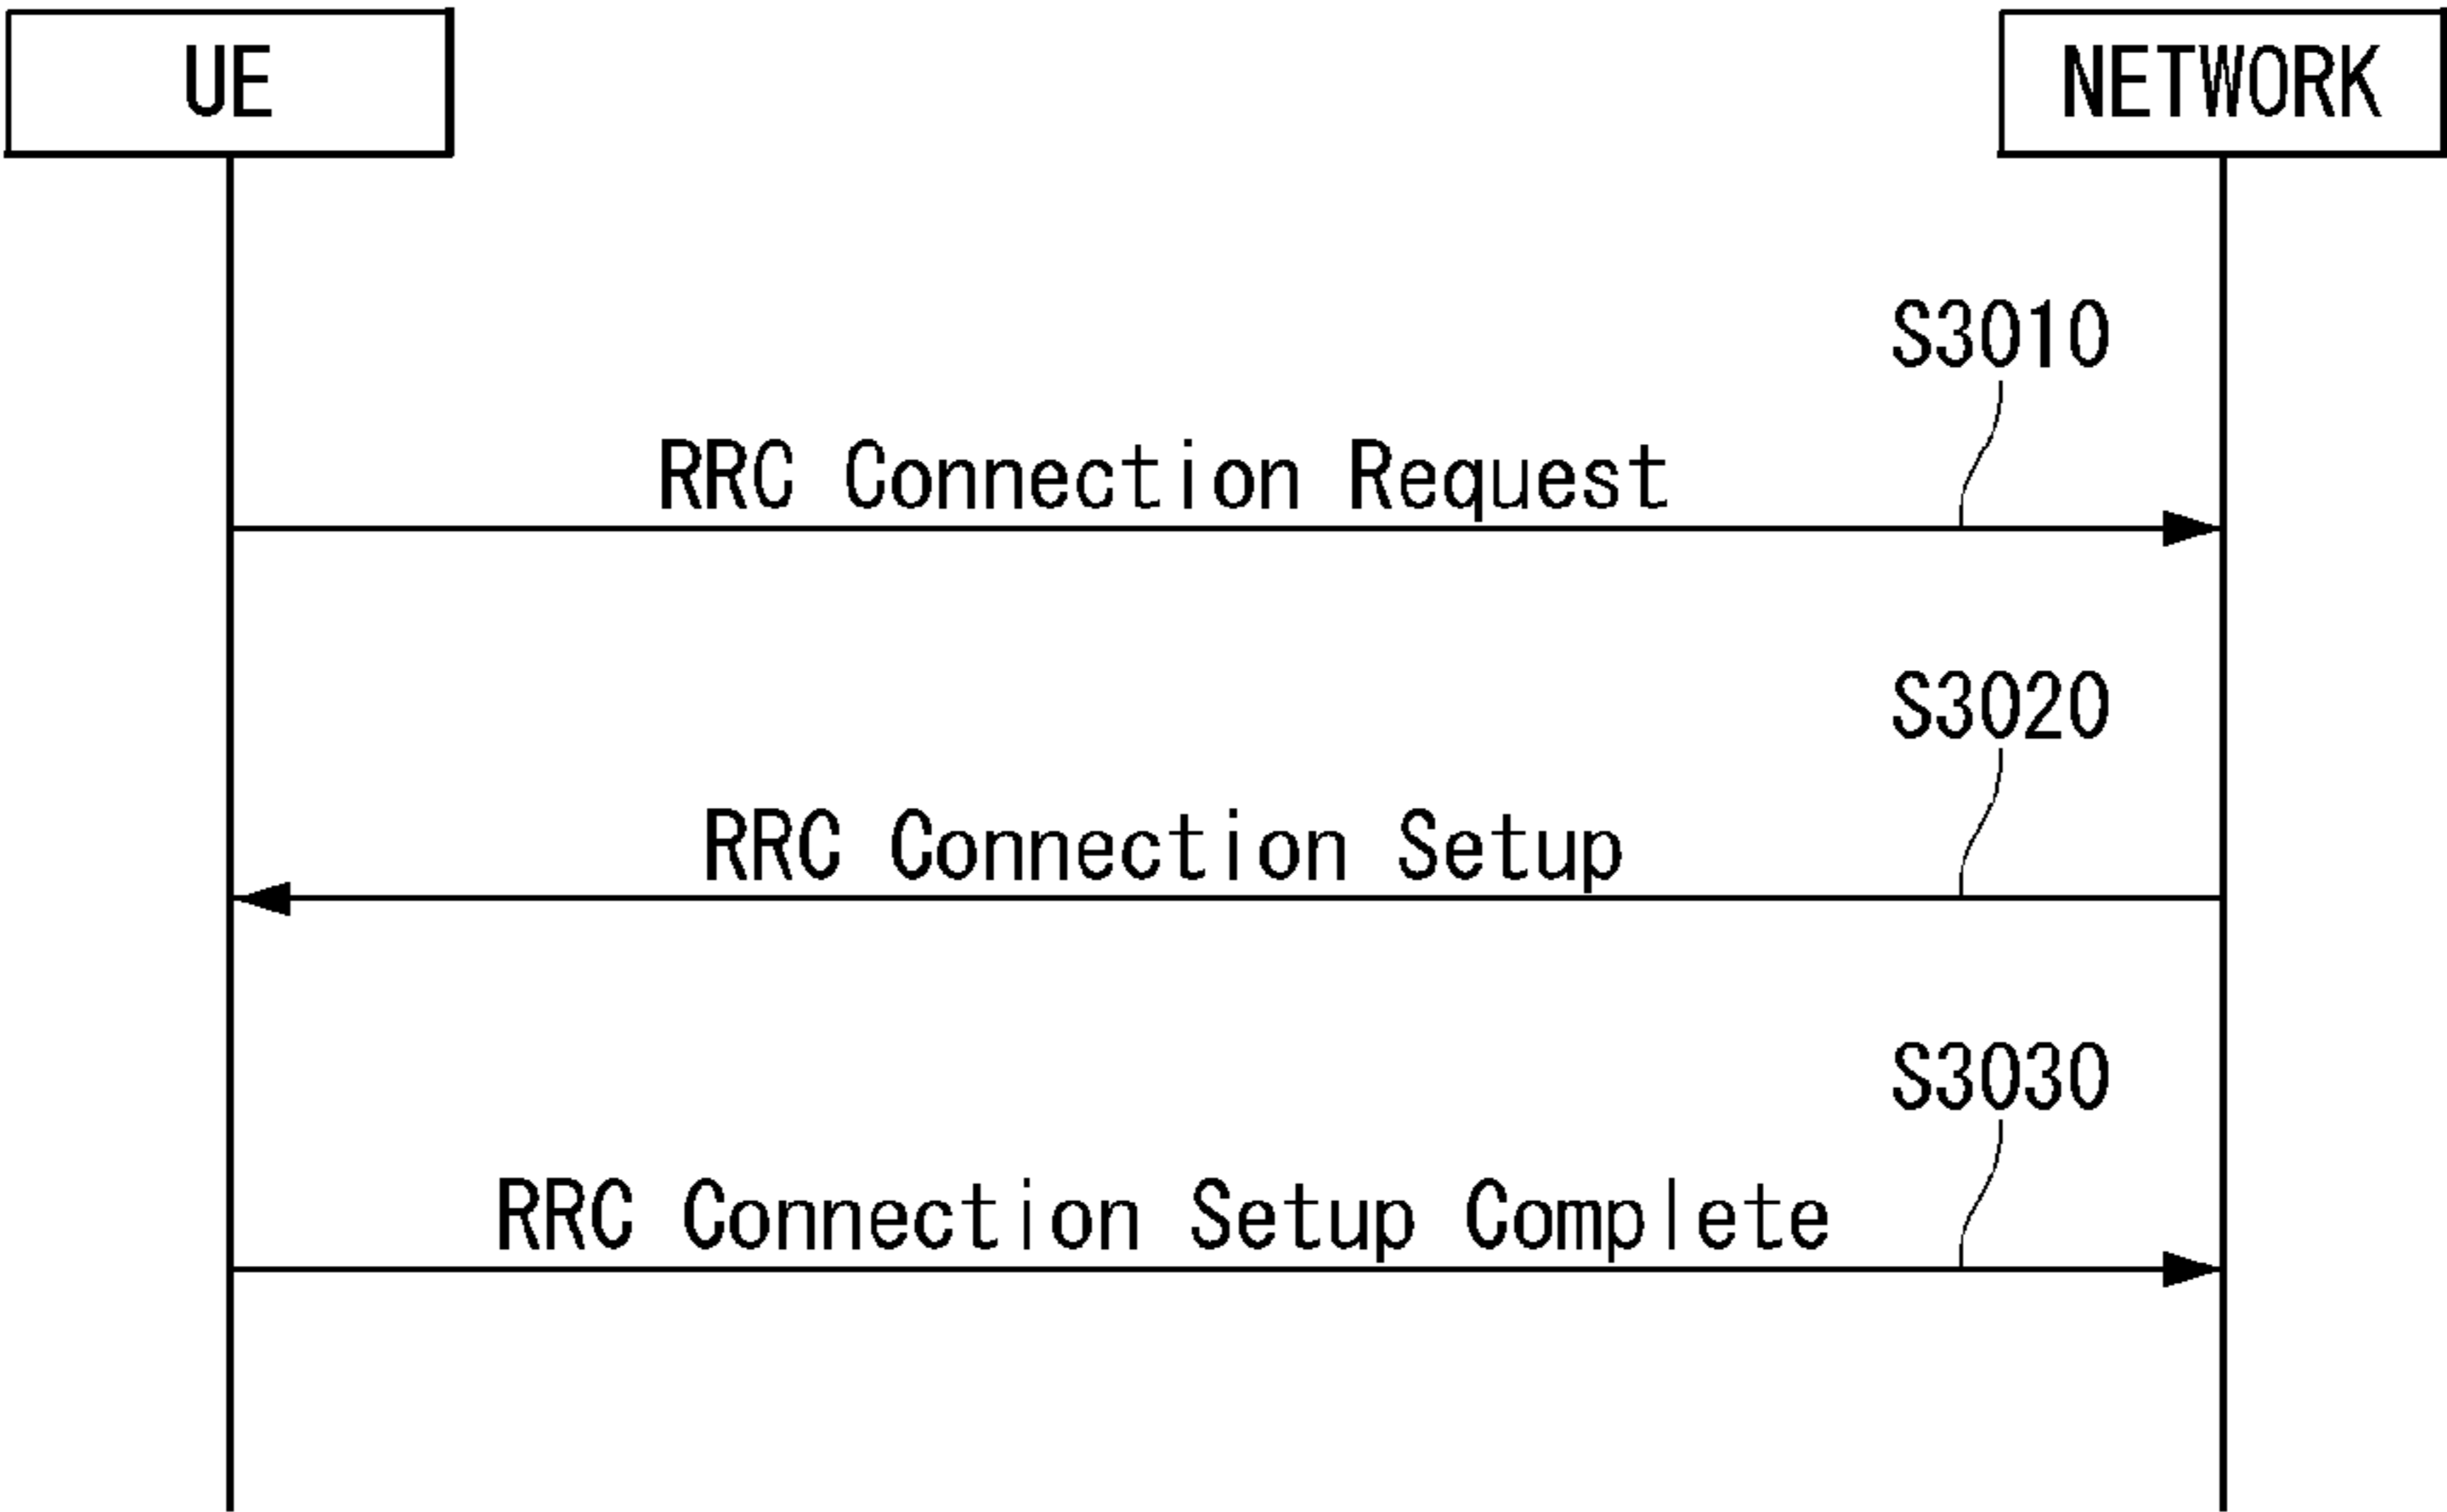 UE
NETWORK
S3010
RRC Connection Request
S3020
RRC Connection Setup
S3030
RRC Connection Setup Complete